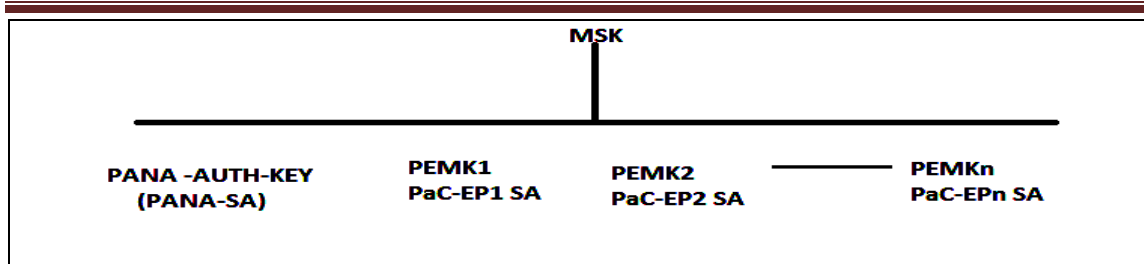 MSK
PANA -AUTH-KEY
(PANA-SA)
PEMK1
PaC-EP1 SA
PEMK2
PaC-EP2 SA
PEMKn
PaC-EPn SA